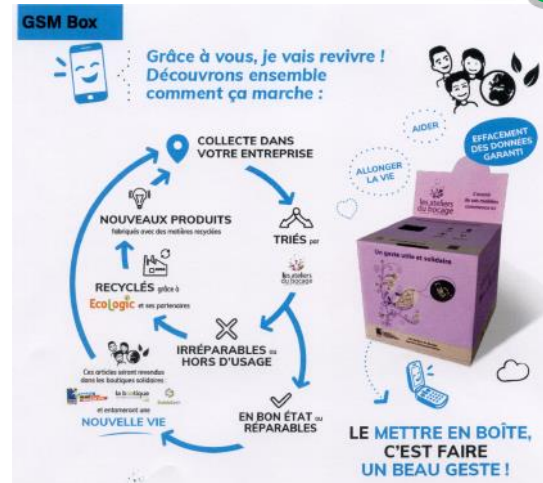 GSM Box
Grâce à vous, je vais revivre !
Découvrons ensemble
comment ça marche :
AIDER
EFFACEMENT
DES DONNEES
GARANTI
ALLONGER
LA VIE
COLLECTE DANS
VOTRE ENTREPRISE
NOUVEAUX PRODUITS
fabriqués avec des matières recyclées
TRIÉS par
les ateliers
du bocage
RECYCLÉS grâce à
EcoLogic et ses partenaires
IRRÉPARABLES ou
HORS D'USAGE
Ces articles seront revendus
dans les boutiques solidaires
la boutique
et entameront une
NOUVELLE VIE
EN BON ÉTAT ou
RÉPARABLES
les ateliers
du bocage
Un geste utile et solidaire
LE METTRE EN BOÎTE,
C'EST FAIRE
UN BEAU GESTE !